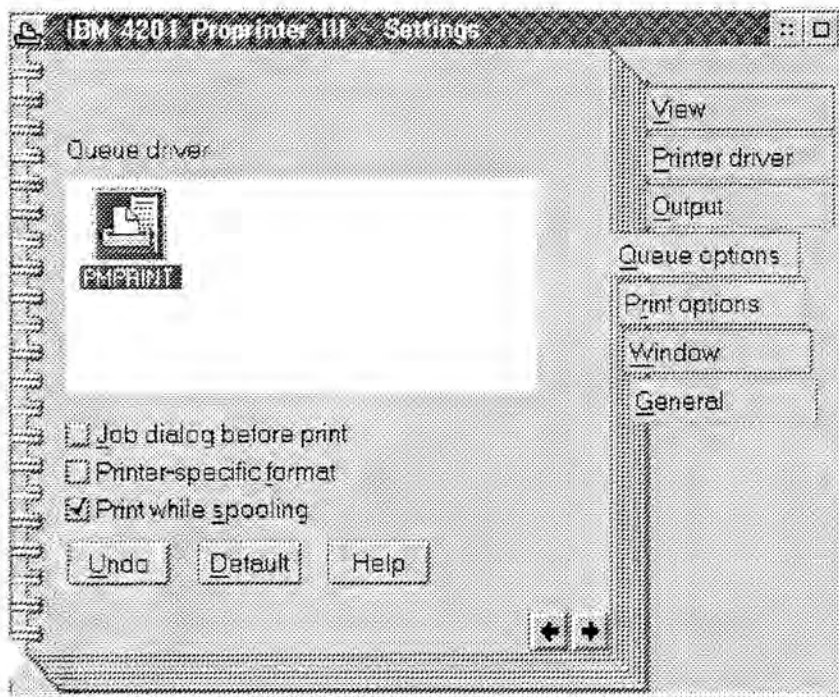 IBM 4201 Proprinter III - Settings
View
Printer driver
Output
Queue options
Print options
Window
General
Queue driver
PMPRINT
Job dialog before print
Printer-specific format
Print while spooling
Undo
Default
Help